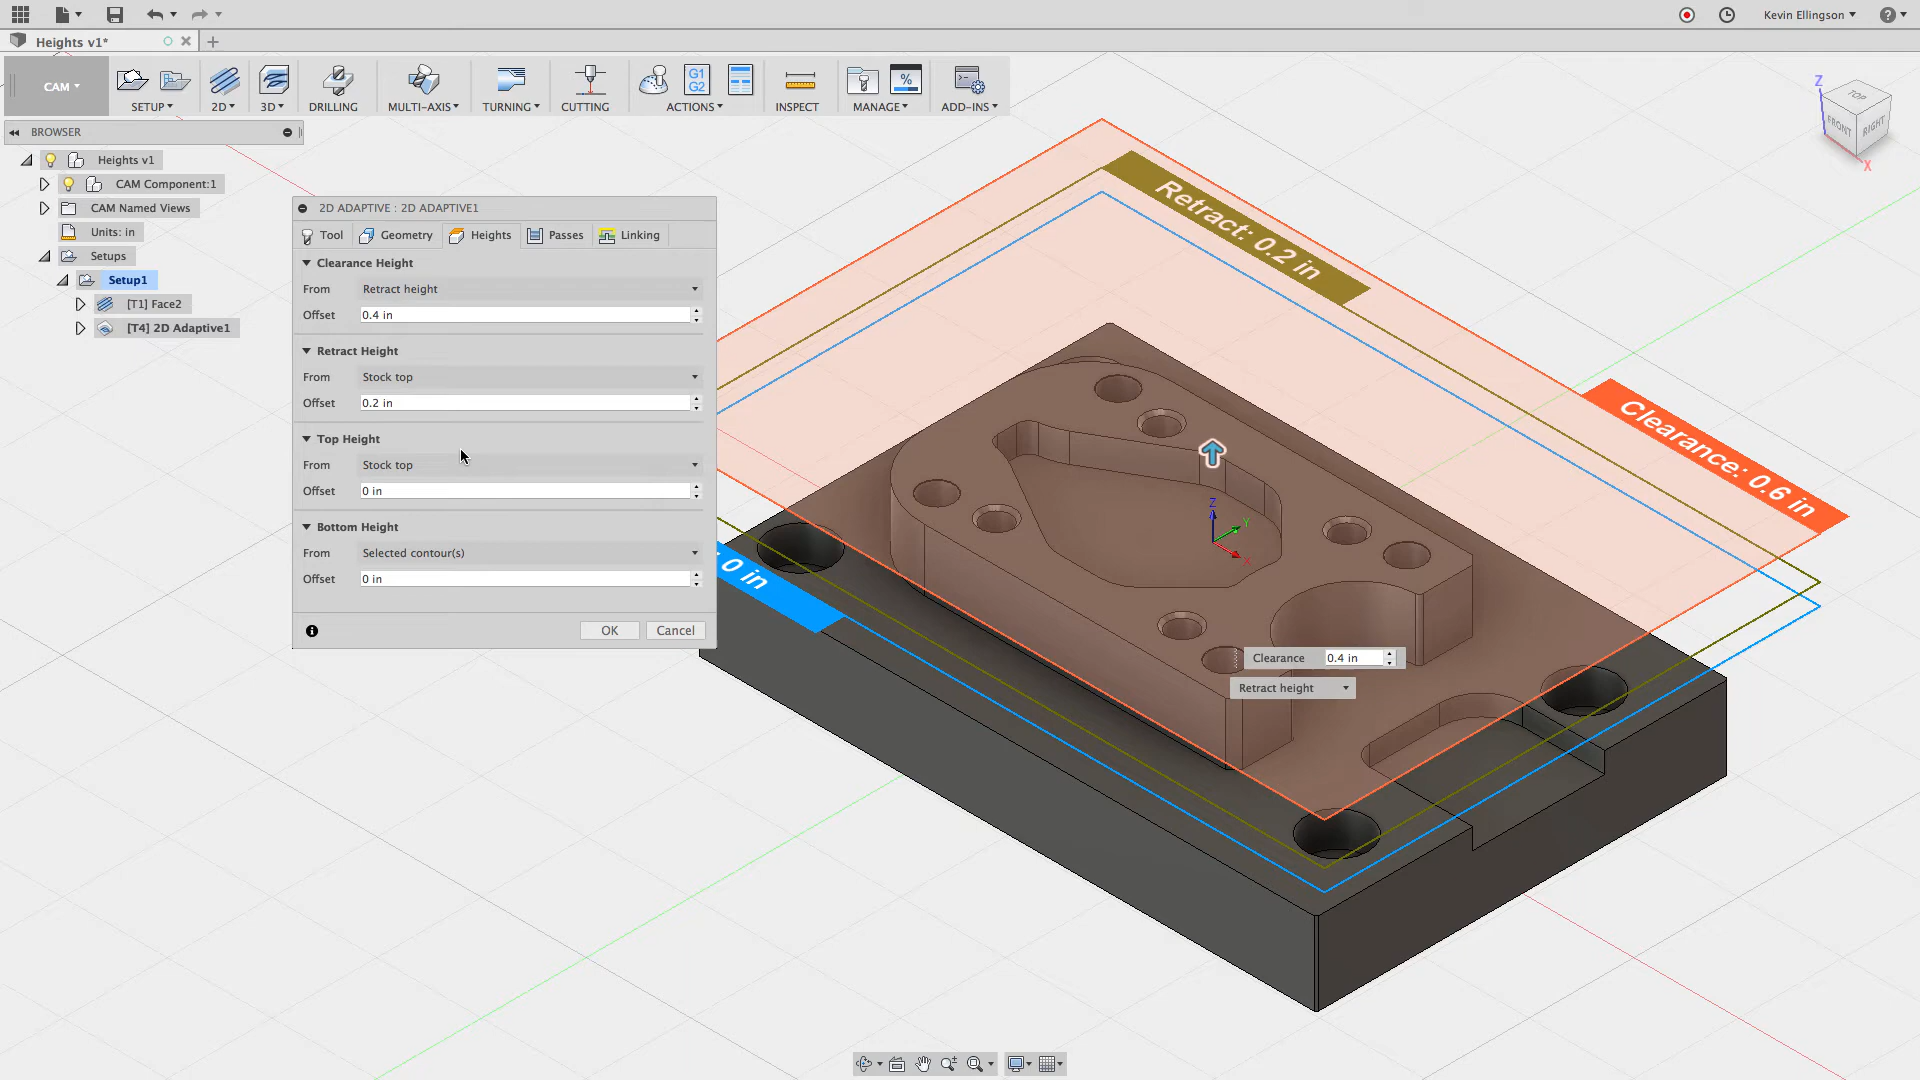 Kevin Ellingson
Heights v1*
CAM
SETUP
2D
3D
DRILLING
MULTI-AXIS
TURNING
CUTTING
G1
G2
ACTIONS
INSPECT
%
MANAGE
ADD-INS
BROWSER
Heights v1
CAM Component:1
CAM Named Views
Units: in
Setups
Setup1
[T1] Face2
[T4] 2D Adaptive1
2D ADAPTIVE : 2D ADAPTIVE1
Tool
Geometry
Heights
Passes
Linking
Clearance Height
From Retract height
Offset 0.4 in
Retract Height
From Stock top
Offset 0.2 in
Top Height
From Stock top
Offset 0 in
Bottom Height
From Selected contour(s)
Offset 0 in
OK
Cancel
Retract: 0.2 in
Clearance: 0.6 in
0 in
Z
Y
X
Clearance 0.4 in
Retract height
Z
TOP
FRONT
RIGHT
X